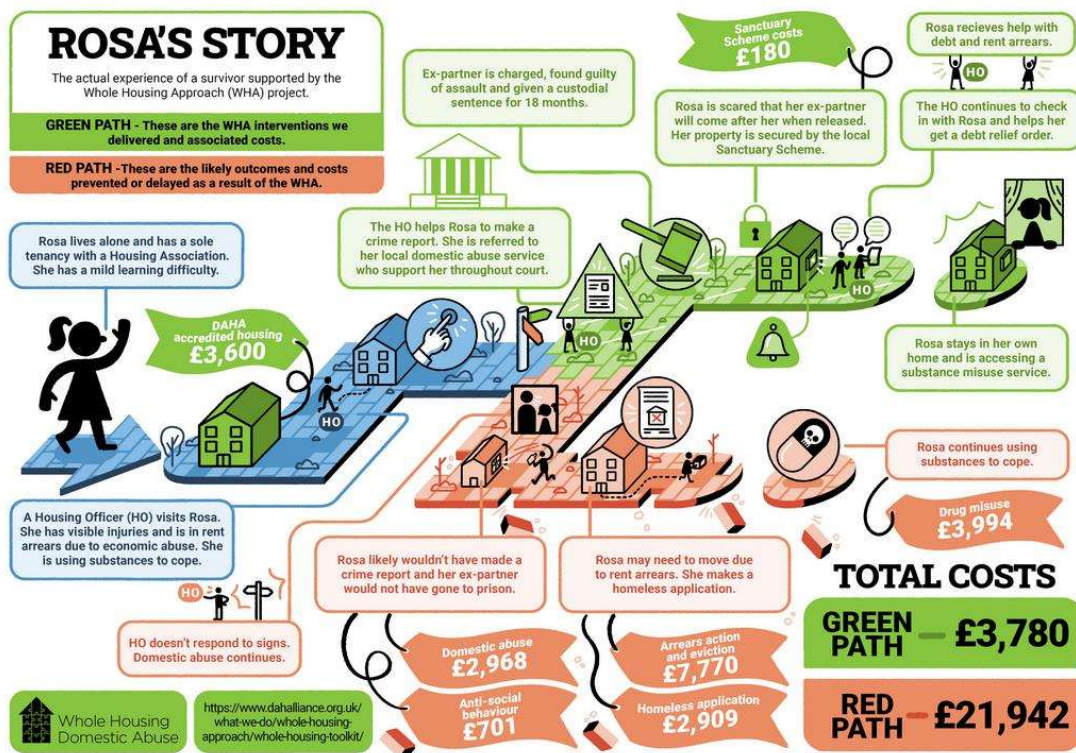 ROSA'S STORY
The actual experience of a survivor supported by the
Whole Housing Approach (WHA) project.
GREEN PATH - These are the WHA interventions we
delivered and associated costs.
RED PATH -These are the likely outcomes and costs
prevented or delayed as a result of the WHA.
Rosa lives alone and has a sole
tenancy with a Housing Association.
She has a mild learning difficulty.
DAHA
accredited housing
£3,600
HO
A Housing Officer (HO) visits Rosa.
She has visible injuries and is in rent
arrears due to economic abuse. She
is using substances to cope.
The HO helps Rosa to make a
crime report. She is referred to
her local domestic abuse service
who support her throughout court.
HO
Ex-partner is charged, found guilty
of assault and given a custodial
sentence for 18 months.
Sanctuary
Scheme costs
£180
Rosa is scared that her ex-partner
will come after her when released.
Her property is secured by the local
Sanctuary Scheme.
Rosa recieves help with
debt and rent arrears.
HO
The HO continues to check
in with Rosa and helps her
get a debt relief order.
HO
Rosa stays in her own
home and is accessing a
substance misuse service.
HO
HO doesn't respond to signs.
Domestic abuse continues.
Rosa likely wouldn't have made a
crime report and her ex-partner
would not have gone to prison.
Domestic abuse
£2,968
Anti-social
behaviour
£701
Rosa may need to move due
to rent arrears. She makes a
homeless application.
Arrears action
and eviction
£7,770
Homeless application
£2,909
Rosa continues using
substances to cope.
Drug misuse
£3,994
TOTAL COSTS
GREEN
PATH
– £3,780
RED
PATH
– £21,942
Whole Housing
Domestic Abuse
https://www.dahalliance.org.uk/
what-we-do/whole-housing-
approach/whole-housing-toolkit/